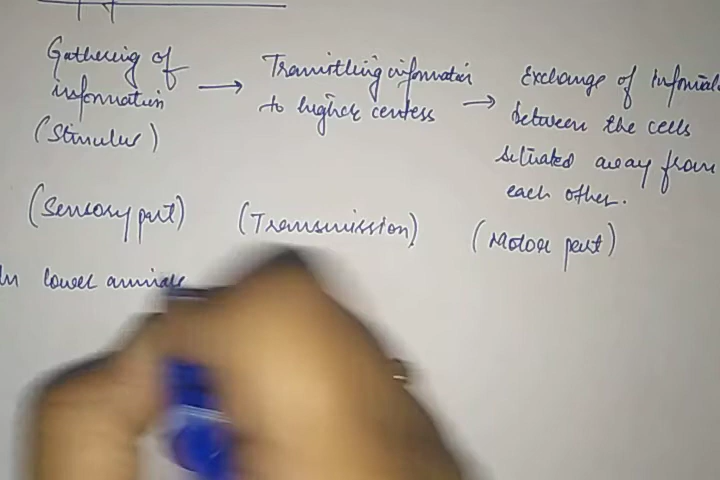 Gathering of
information
(Stimulus)
→ Transmitting information
to higher centers
→ Exchange of
between the cells
situated away from
each other.
(Sensory part) (Transmission) (Motor part)
In lower animals